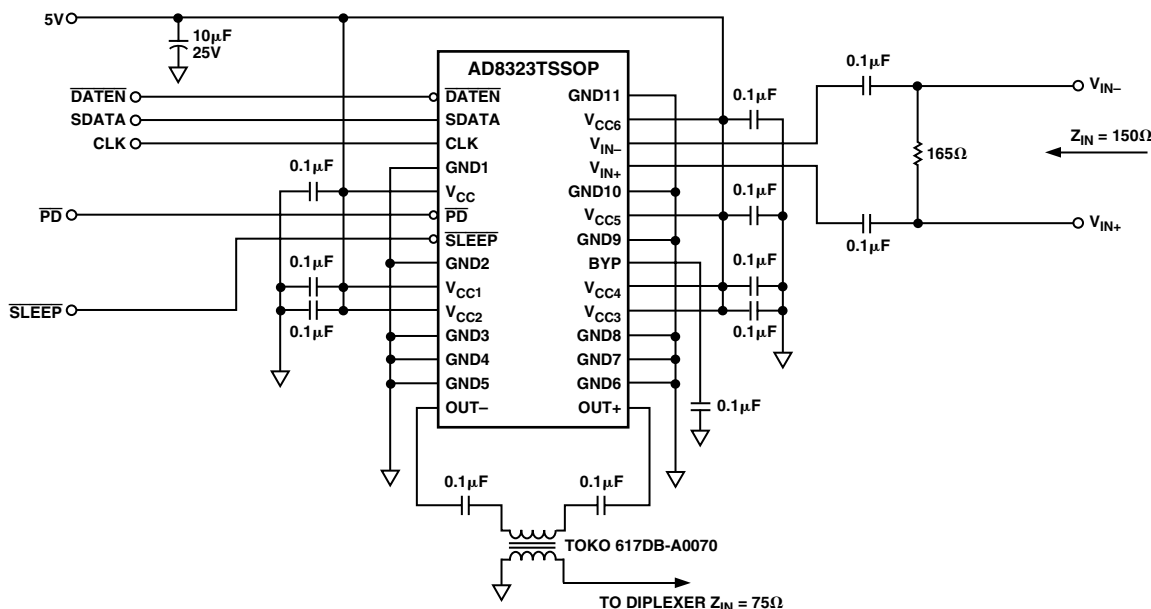 5V
10µF
25V
AD8323TSSOP
DATEN
SDATA
CLK
PD
SLEEP
0.1µF
0.1µF
0.1µF
DATEN
SDATA
CLK
GND1
VCC
PD
SLEEP
GND2
VCC1
VCC2
GND3
GND4
GND5
OUT–
GND11
VCC6
VIN–
VIN+
GND10
VCC5
GND9
BYP
VCC4
VCC3
GND8
GND7
GND6
OUT+
0.1µF
0.1µF
0.1µF
0.1µF
0.1µF
0.1µF
0.1µF
165Ω
VIN–
ZIN = 150Ω
VIN+
0.1µF
0.1µF
TOKO 617DB-A0070
TO DIPLEXER ZIN = 75Ω